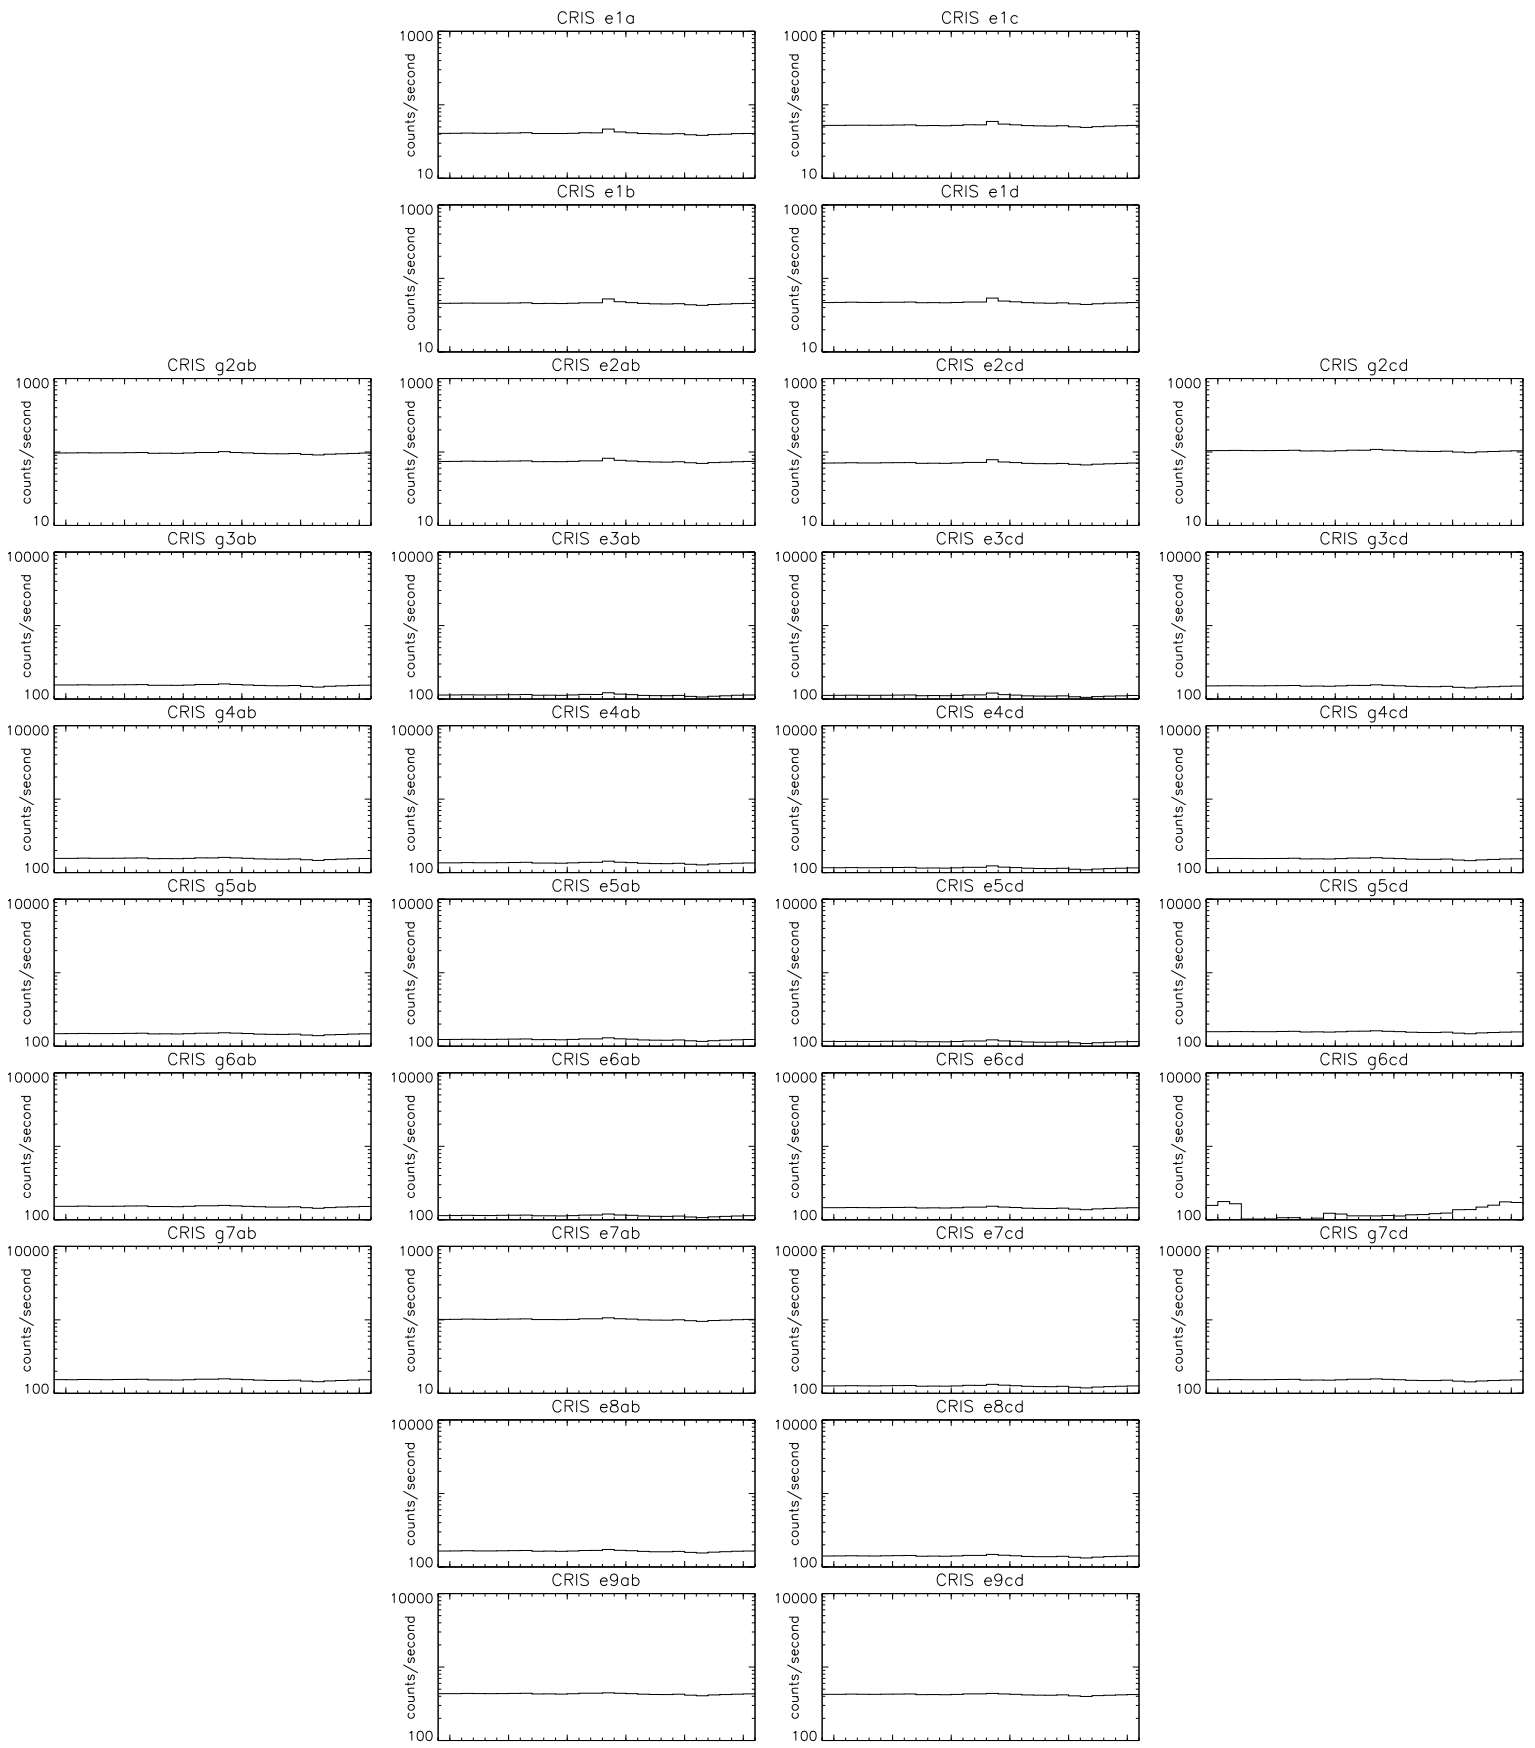 CRIS e1a
CRIS e1c
1000
counts/second
10
1000
counts/second
10
CRIS e1b
CRIS e1d
1000
counts/second
10
1000
counts/second
10
CRIS g2ab
CRIS e2ab
CRIS e2cd
CRIS g2cd
1000
counts/second
10
1000
counts/second
10
1000
counts/second
10
1000
counts/second
10
CRIS g3ab
CRIS e3ab
CRIS e3cd
CRIS g3cd
10000
counts/second
100
10000
counts/second
100
10000
counts/second
100
10000
counts/second
100
CRIS g4ab
CRIS e4ab
CRIS e4cd
CRIS g4cd
10000
counts/second
100
10000
counts/second
100
10000
counts/second
100
10000
counts/second
100
CRIS g5ab
CRIS e5ab
CRIS e5cd
CRIS g5cd
10000
counts/second
100
10000
counts/second
100
10000
counts/second
100
10000
counts/second
100
CRIS g6ab
CRIS e6ab
CRIS e6cd
CRIS g6cd
10000
counts/second
100
10000
counts/second
100
10000
counts/second
100
10000
counts/second
100
CRIS g7ab
CRIS e7ab
CRIS e7cd
CRIS g7cd
10000
counts/second
100
1000
counts/second
10
10000
counts/second
100
10000
counts/second
100
CRIS e8ab
CRIS e8cd
10000
counts/second
100
10000
counts/second
100
CRIS e9ab
CRIS e9cd
10000
counts/second
100
10000
counts/second
100